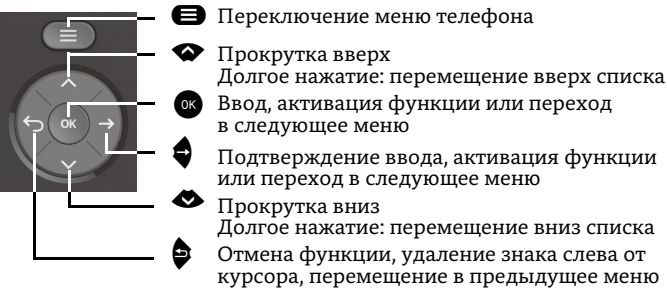 Переключение меню телефона
Прокрутка вверх
Долгое нажатие: перемещение вверх списка
OK
Ввод, активация функции или переход
в следующее меню
OK
Подтверждение ввода, активация функции
или переход в следующее меню
Прокрутка вниз
Долгое нажатие: перемещение вниз списка
Отмена функции, удаление знака слева от
курсора, перемещение в предыдущее меню